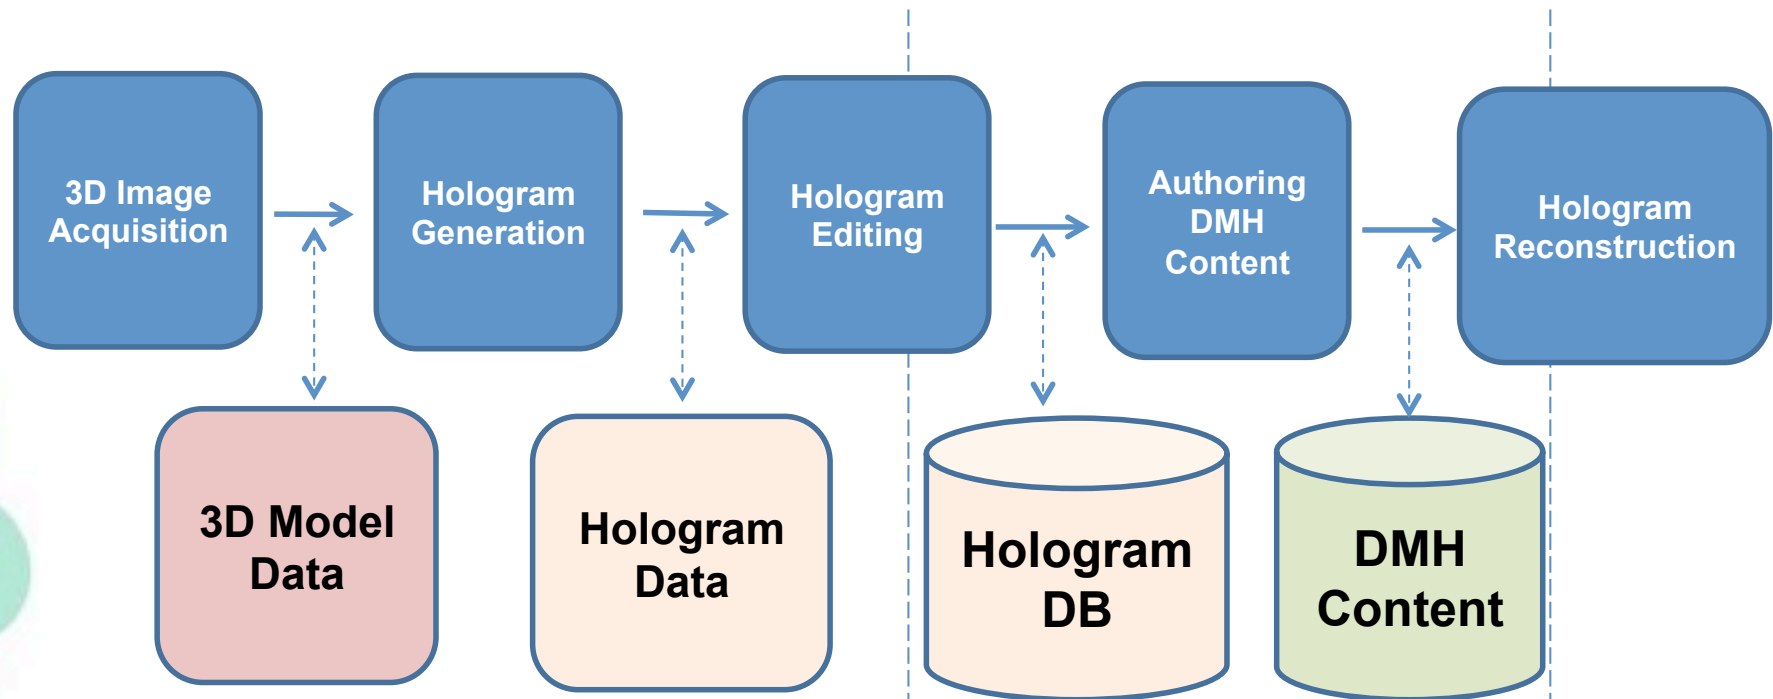 3D Image
Acquisition
Hologram
Generation
Hologram
Editing
Authoring
DMH
Content
Hologram
Reconstruction
3D Model
Data
Hologram
Data
Hologram
DB
DMH
Content